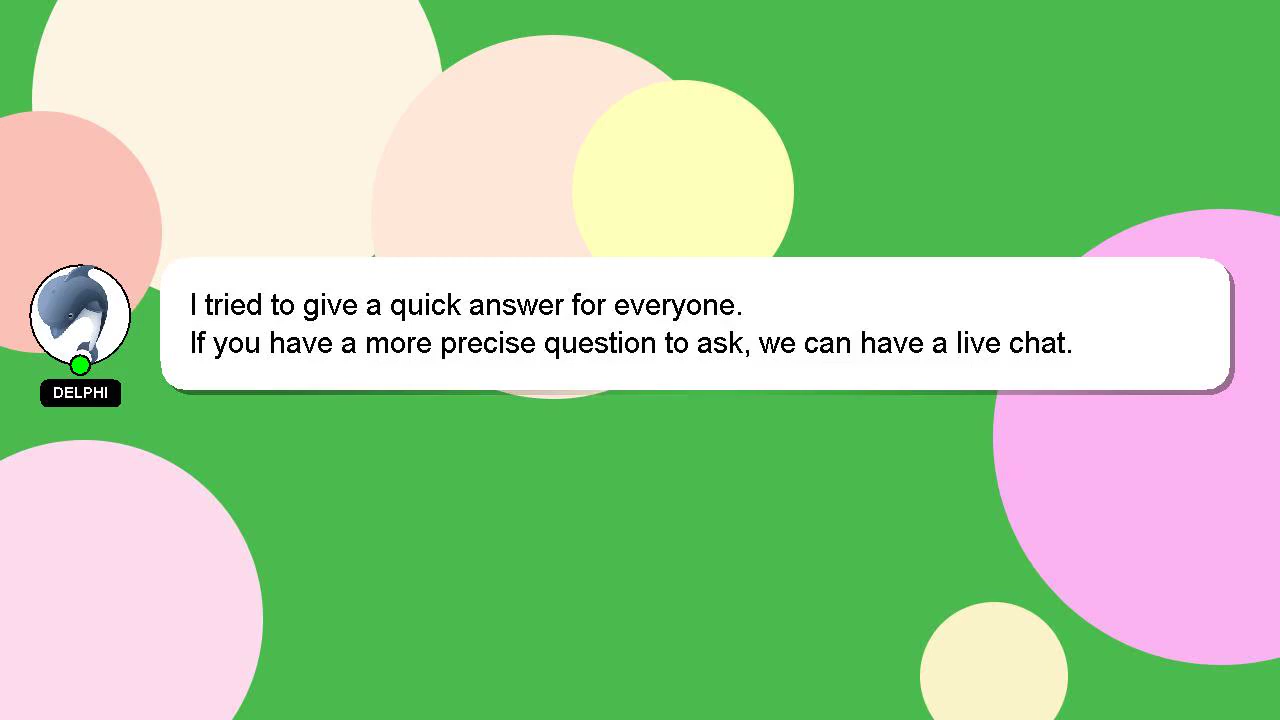 I tried to give a quick answer for everyone.
If you have a more precise question to ask, we can have a live chat.
DELPHI